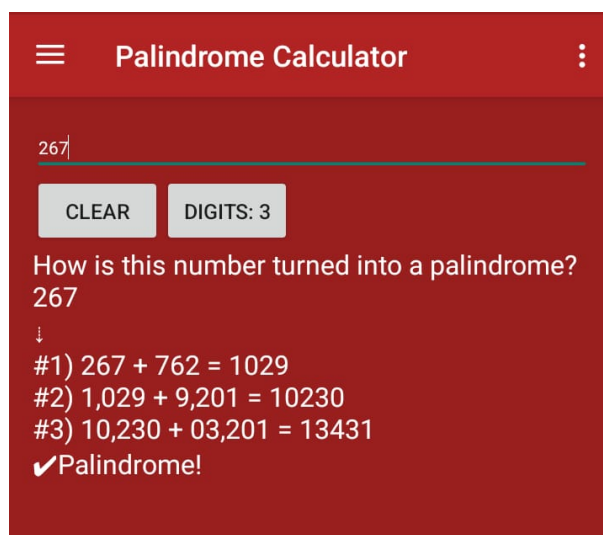 Palindrome Calculator
267
CLEAR DIGITS: 3
How is this number turned into a palindrome?
267
↓
#1) 267 + 762 = 1029
#2) 1,029 + 9,201 = 10230
#3) 10,230 + 03,201 = 13431
✔Palindrome!